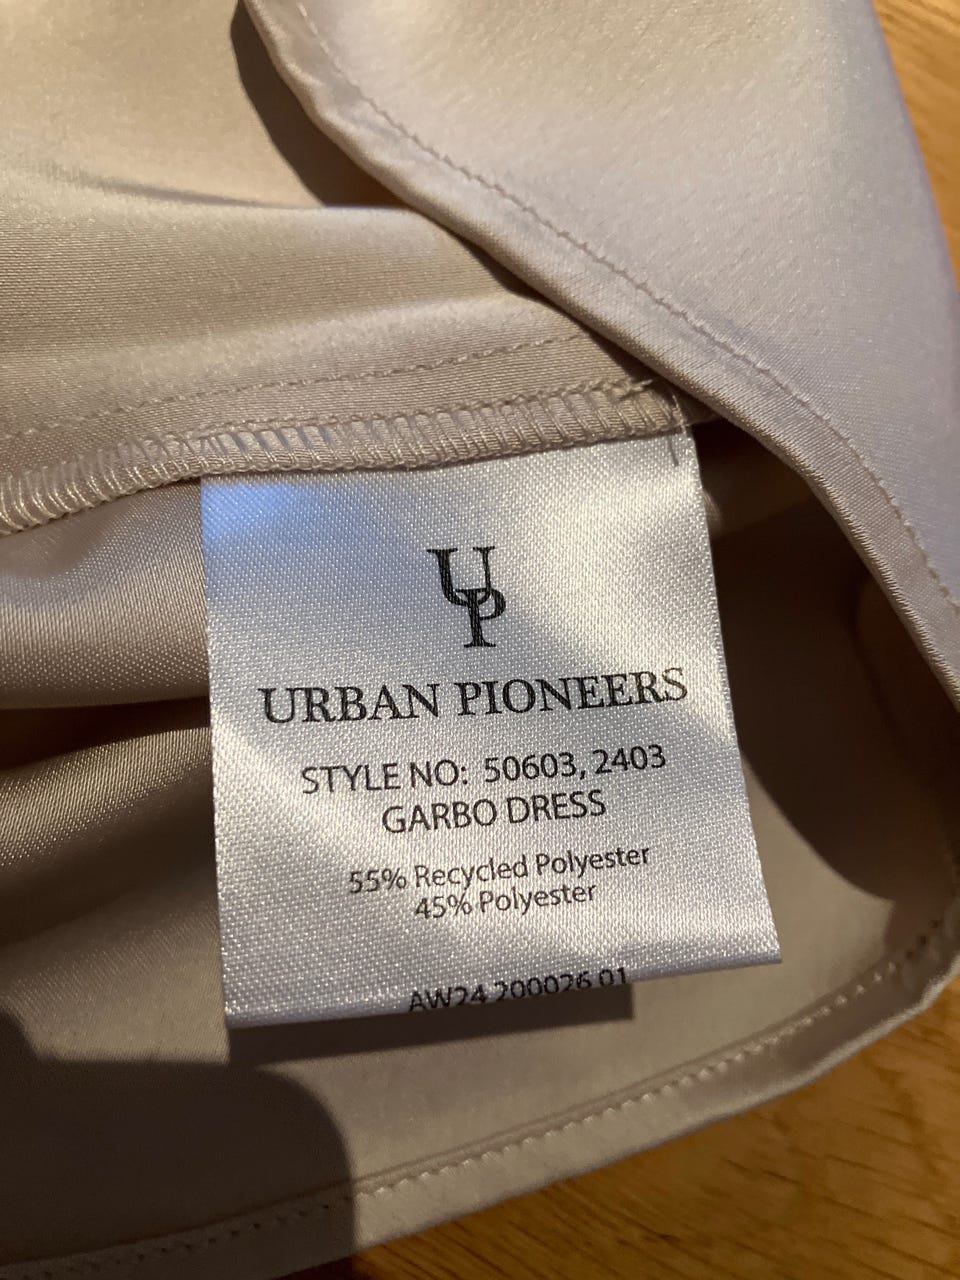 UP
URBAN PIONEERS
STYLE NO: 50603, 2403
GARBO DRESS
55% Recycled Polyester
45% Polyester
AW24 200026 01